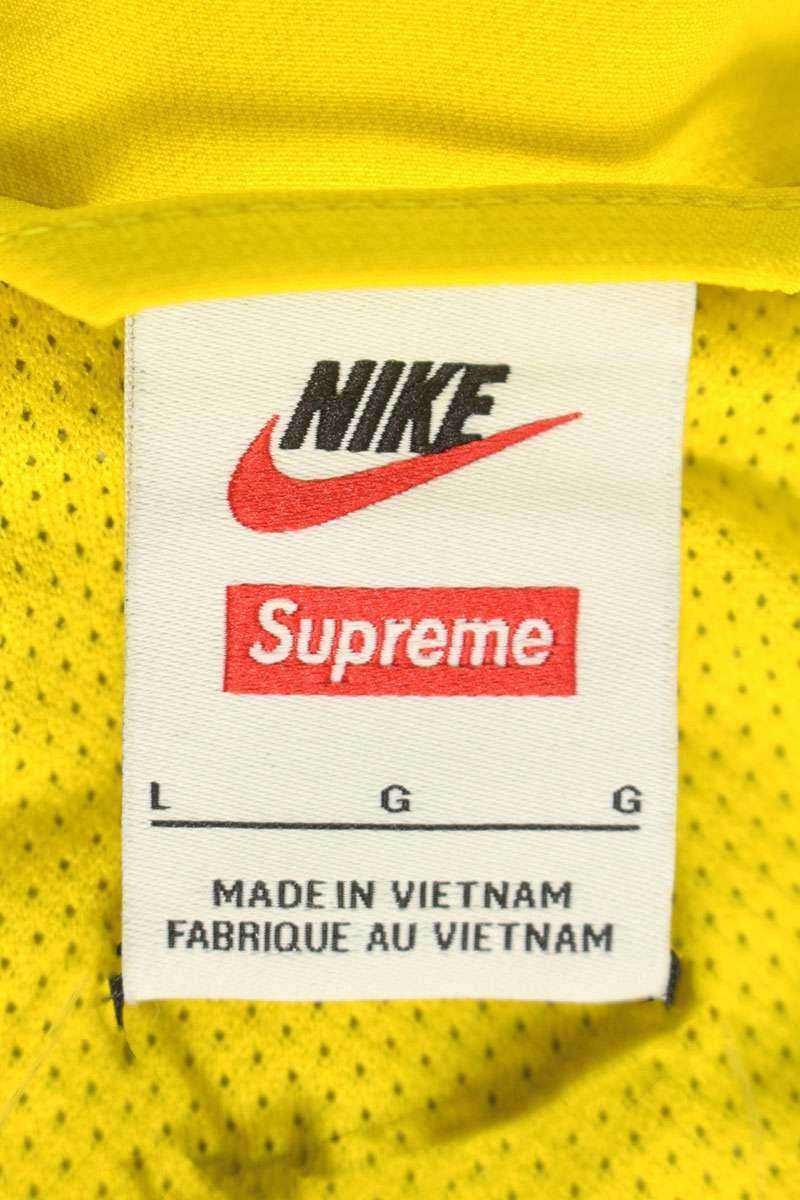 NIKE
Supreme
L G G
MADE IN VIETNAM
FABRIQUE AU VIETNAM